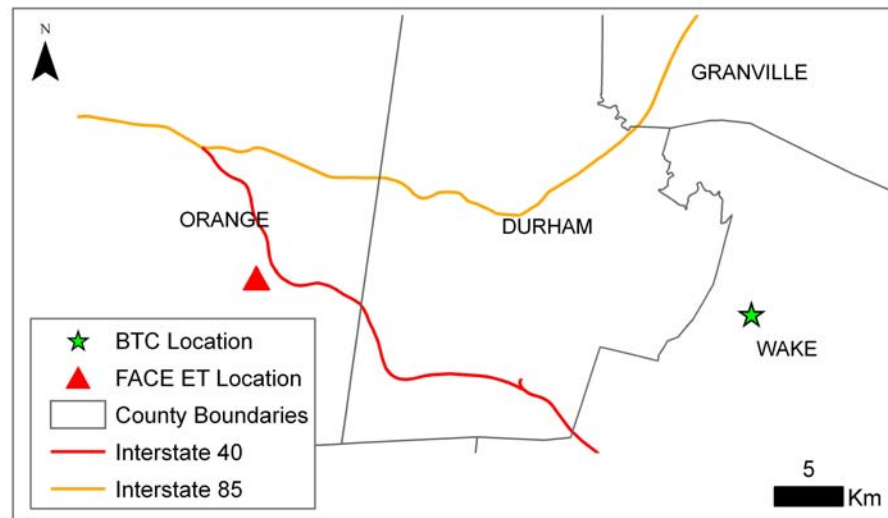 N
GRANVILLE
ORANGE
DURHAM
WAKE
BTC Location
FACE ET Location
County Boundaries
Interstate 40
Interstate 85
5
Km